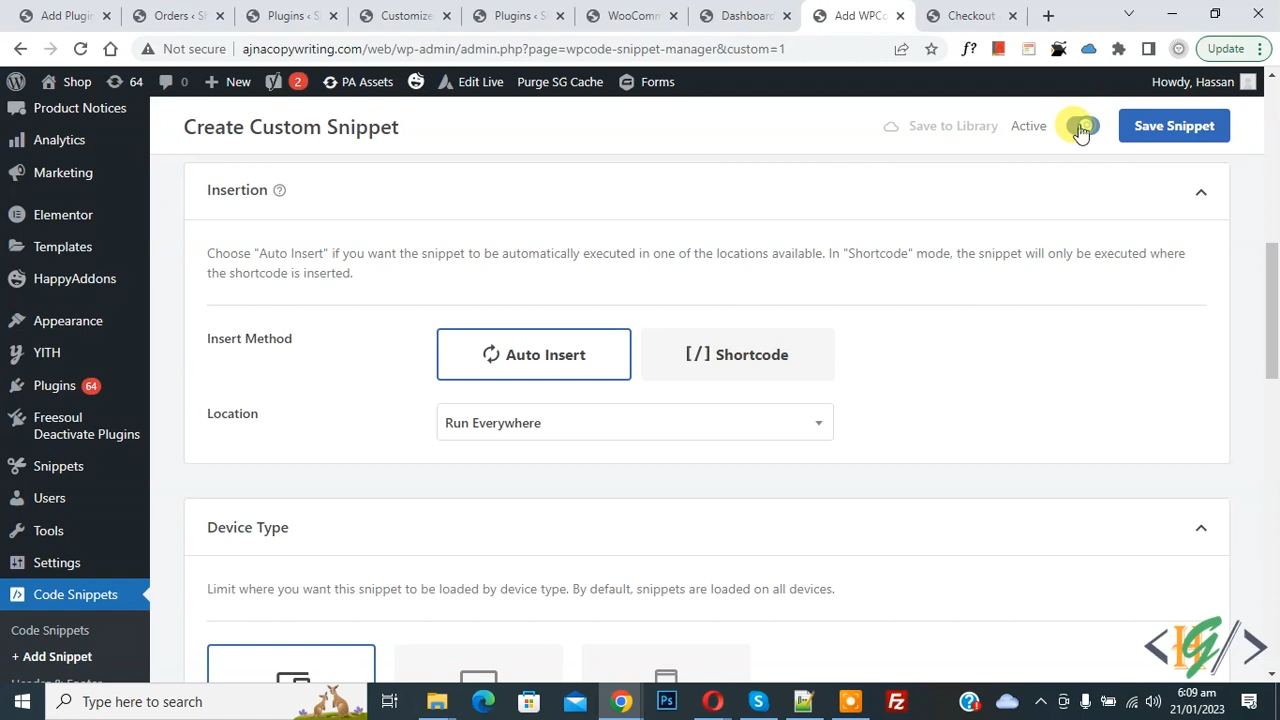 Add Plugin
Orders ‹ Sh
Plugins ‹ S
Customize
Plugins ‹ Sh
WooComm
Dashboard
Add WPCo
Checkout
Not secure
ajnacopywriting.com/web/wp-admin/admin.php?page=wpcode-snippet-manager&custom=1
f?
Update
Shop
64
0
New
2
PA Assets
Edit Live
Purge SG Cache
Forms
Howdy, Hassan
Product Notices
Analytics
Marketing
Elementor
Templates
HappyAddons
Appearance
YITH
Plugins 64
Freesoul
Deactivate Plugins
Snippets
Users
Tools
Settings
Code Snippets
Code Snippets
+ Add Snippet
Create Custom Snippet
Save to Library
Active
Save Snippet
Insertion
Choose "Auto Insert" if you want the snippet to be automatically executed in one of the locations available. In "Shortcode" mode, the snippet will only be executed where
the shortcode is inserted.
Insert Method
Auto Insert
[/] Shortcode
Location
Run Everywhere
Device Type
Limit where you want this snippet to be loaded by device type. By default, snippets are loaded on all devices.
Type here to search
Ps
6:09 am
21/01/2023